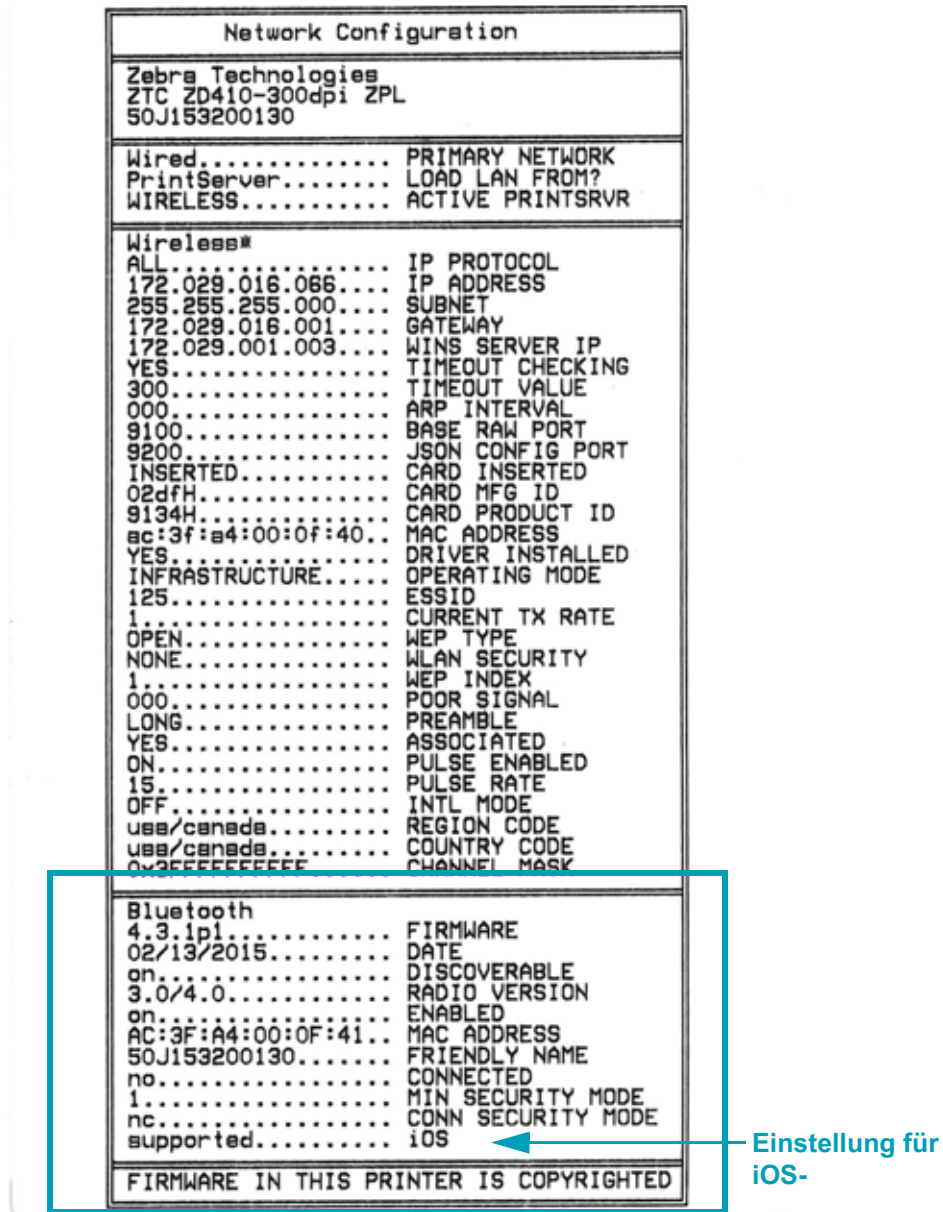 Network Configuration
Zebra Technologies
ZTC ZD410-300dpi ZPL
50J153200130
Wired.............. PRIMARY NETWORK
PrintServer........ LOAD LAN FROM?
WIRELESS........... ACTIVE PRINTSRVR
Wireless*
ALL................ IP PROTOCOL
172.029.016.066.... IP ADDRESS
255.255.255.000.... SUBNET
172.029.016.001.... GATEWAY
172.029.001.003.... WINS SERVER IP
YES................ TIMEOUT CHECKING
300................ TIMEOUT VALUE
000................ ARP INTERVAL
9100............... BASE RAW PORT
9200............... JSON CONFIG PORT
INSERTED........... CARD INSERTED
02dfH.............. CARD MFG ID
9134H.............. CARD PRODUCT ID
ac:3f:a4:00:0f:40.. MAC ADDRESS
YES................ DRIVER INSTALLED
INFRASTRUCTURE..... OPERATING MODE
125................ ESSID
1.................. CURRENT TX RATE
OPEN............... WEP TYPE
NONE............... WLAN SECURITY
1.................. WEP INDEX
000................ POOR SIGNAL
LONG............... PREAMBLE
YES................ ASSOCIATED
ON................. PULSE ENABLED
15................. PULSE RATE
OFF................ INTL MODE
usa/canada......... REGION CODE
usa/canada......... COUNTRY CODE
0x3FFFFFFFFFF...... CHANNEL MASK
Bluetooth
4.3.1p1............ FIRMWARE
02/13/2015......... DATE
on................. DISCOVERABLE
3.0/4.0............ RADIO VERSION
on................. ENABLED
AC:3F:A4:00:0F:41.. MAC ADDRESS
50J153200130....... FRIENDLY NAME
no................. CONNECTED
1.................. MIN SECURITY MODE
nc................. CONN SECURITY MODE
supported.......... iOS
Einstellung für
iOS-
FIRMWARE IN THIS PRINTER IS COPYRIGHTED